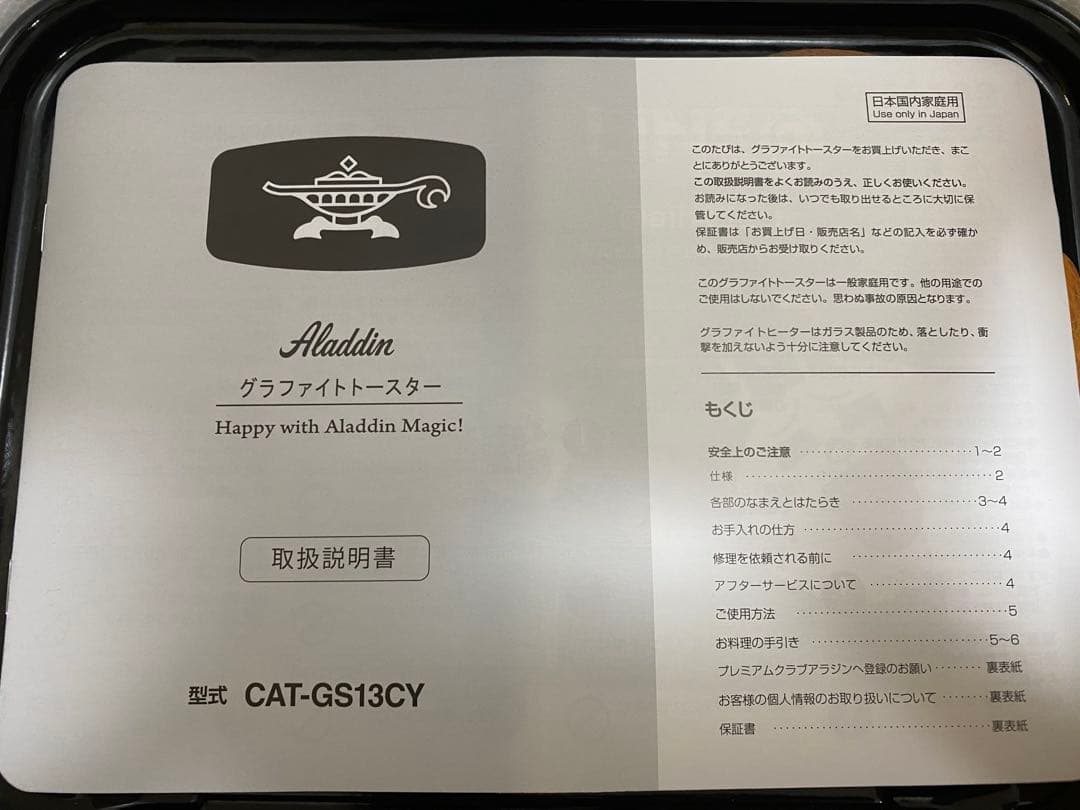 Aladdin
グラファイトトースター
Happy with Aladdin Magic!
取扱説明書
型式 CAT-GS13CY
日本国内家庭用
Use only in Japan
このたびは、グラファイトトースターをお買上げいただき、まこ
とにありがとうございます。
この取扱説明書をよくお読みのうえ、正しくお使いください。
お読みになった後は、いつでも取り出せるところに大切に保
管してください。
保証書は「お買上げ日・販売店名」などの記入を必ず確か
め、販売店からお受け取りください。
このグラファイトトースターは一般家庭用です。他の用途での
ご使用はしないでください。思わぬ事故の原因となります。
グラファイトヒーターはガラス製品のため、落としたり、衝
撃を加えないよう十分に注意してください。
もくじ
安全上のご注意 ‥‥‥‥‥‥‥‥‥‥ 1〜2
仕様 ‥‥‥‥‥‥‥‥‥‥‥‥‥‥ 2
各部のなまえとはたらき ‥‥‥‥‥‥‥ 3〜4
お手入れの仕方 ‥‥‥‥‥‥‥‥‥‥ 4
修理を依頼される前に ‥‥‥‥‥‥‥‥ 4
アフターサービスについて ‥‥‥‥‥‥‥ 4
ご使用方法 ‥‥‥‥‥‥‥‥‥‥‥‥ 5
お料理の手引き ‥‥‥‥‥‥‥‥‥‥ 5〜6
プレミアムクラブアラジンへ登録のお願い ‥‥‥ 裏表紙
お客様の個人情報のお取り扱いについて ‥‥‥ 裏表紙
保証書 ‥‥‥‥‥‥‥‥‥‥‥‥‥ 裏表紙